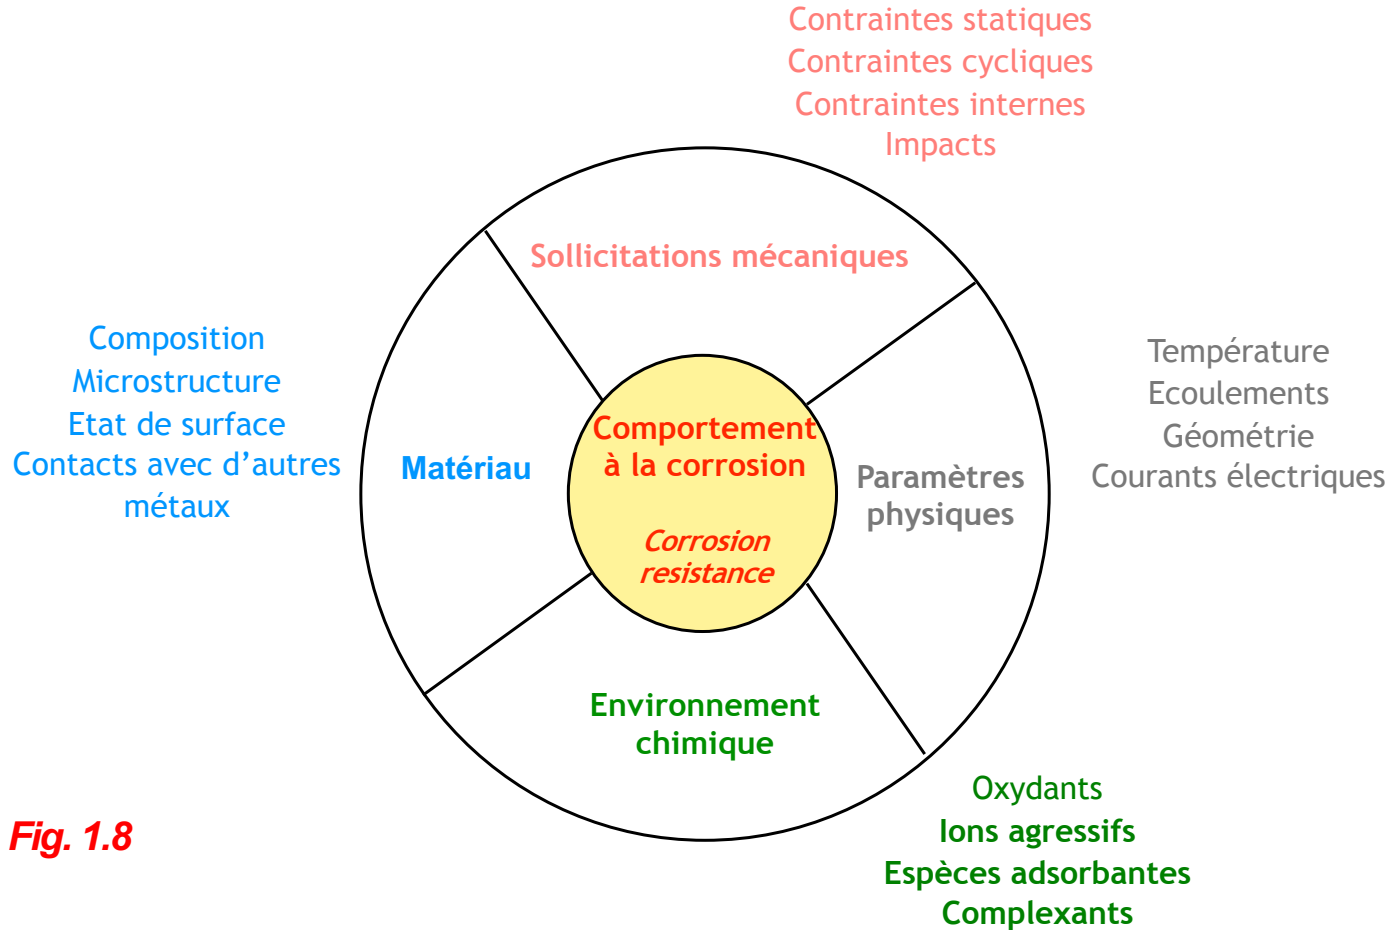 Contraintes statiques
Contraintes cycliques
Contraintes internes
Impacts
Sollicitations mécaniques
Composition
Microstructure
Etat de surface
Contacts avec d'autres
métaux
Matériau
Comportement
à la corrosion
Corrosion
resistance
Paramètres
physiques
Température
Ecoulements
Géométrie
Courants électriques
Environnement
chimique
Oxydants
Ions agressifs
Espèces adsorbantes
Complexants
Fig. 1.8